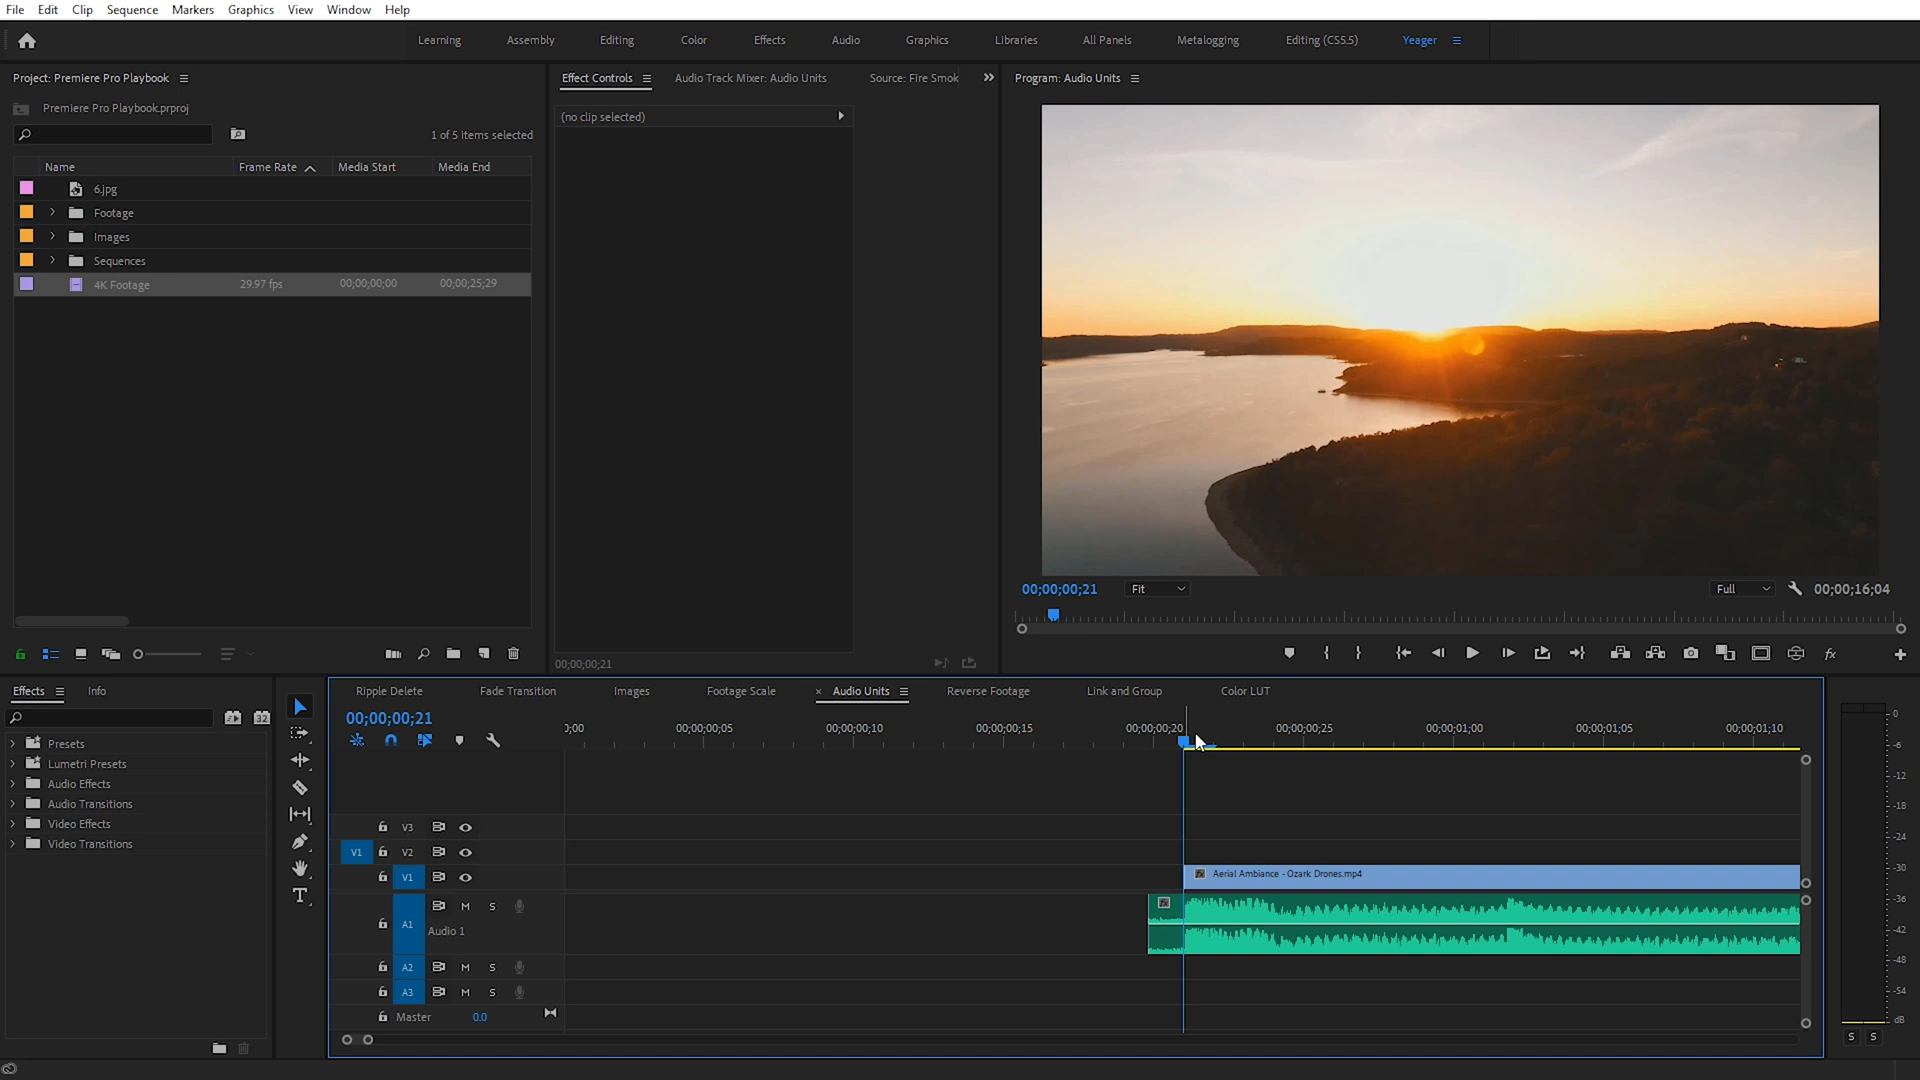 File Edit Clip Sequence Markers Graphics View Window Help
Learning Assembly Editing Color Effects Audio Graphics Libraries All Panels Metalogging Editing (CS5.5) Yeager
Project: Premiere Pro Playbook
Premiere Pro Playbook.prproj
1 of 5 items selected
Name Frame Rate Media Start Media End
6.jpg
Footage
Images
Sequences
4K Footage 29.97 fps 00;00;00;00 00;00;25;29
Effect Controls Audio Track Mixer: Audio Units Source: Fire Smok
(no clip selected)
00;00;00;21
Program: Audio Units
00;00;00;21 Fit Full 00;00;16;04
Effects Info
32
Presets
Lumetri Presets
Audio Effects
Audio Transitions
Video Effects
Video Transitions
Ripple Delete Fade Transition Images Footage Scale × Audio Units Reverse Footage Link and Group Color LUT
00;00;00;21
;00 00;00;00;05 00;00;00;10 00;00;00;15 00;00;00;20 00;00;00;25 00;00;01;00 00;00;01;05 00;00;01;10
V3
V1 V2
V1
Aerial Ambiance - Ozark Drones.mp4
A1 M S
Audio 1
A2 M S
A3 M S
Master 0.0
0
-6
-12
-18
-24
-30
-36
-42
-48
-54
dB
S S